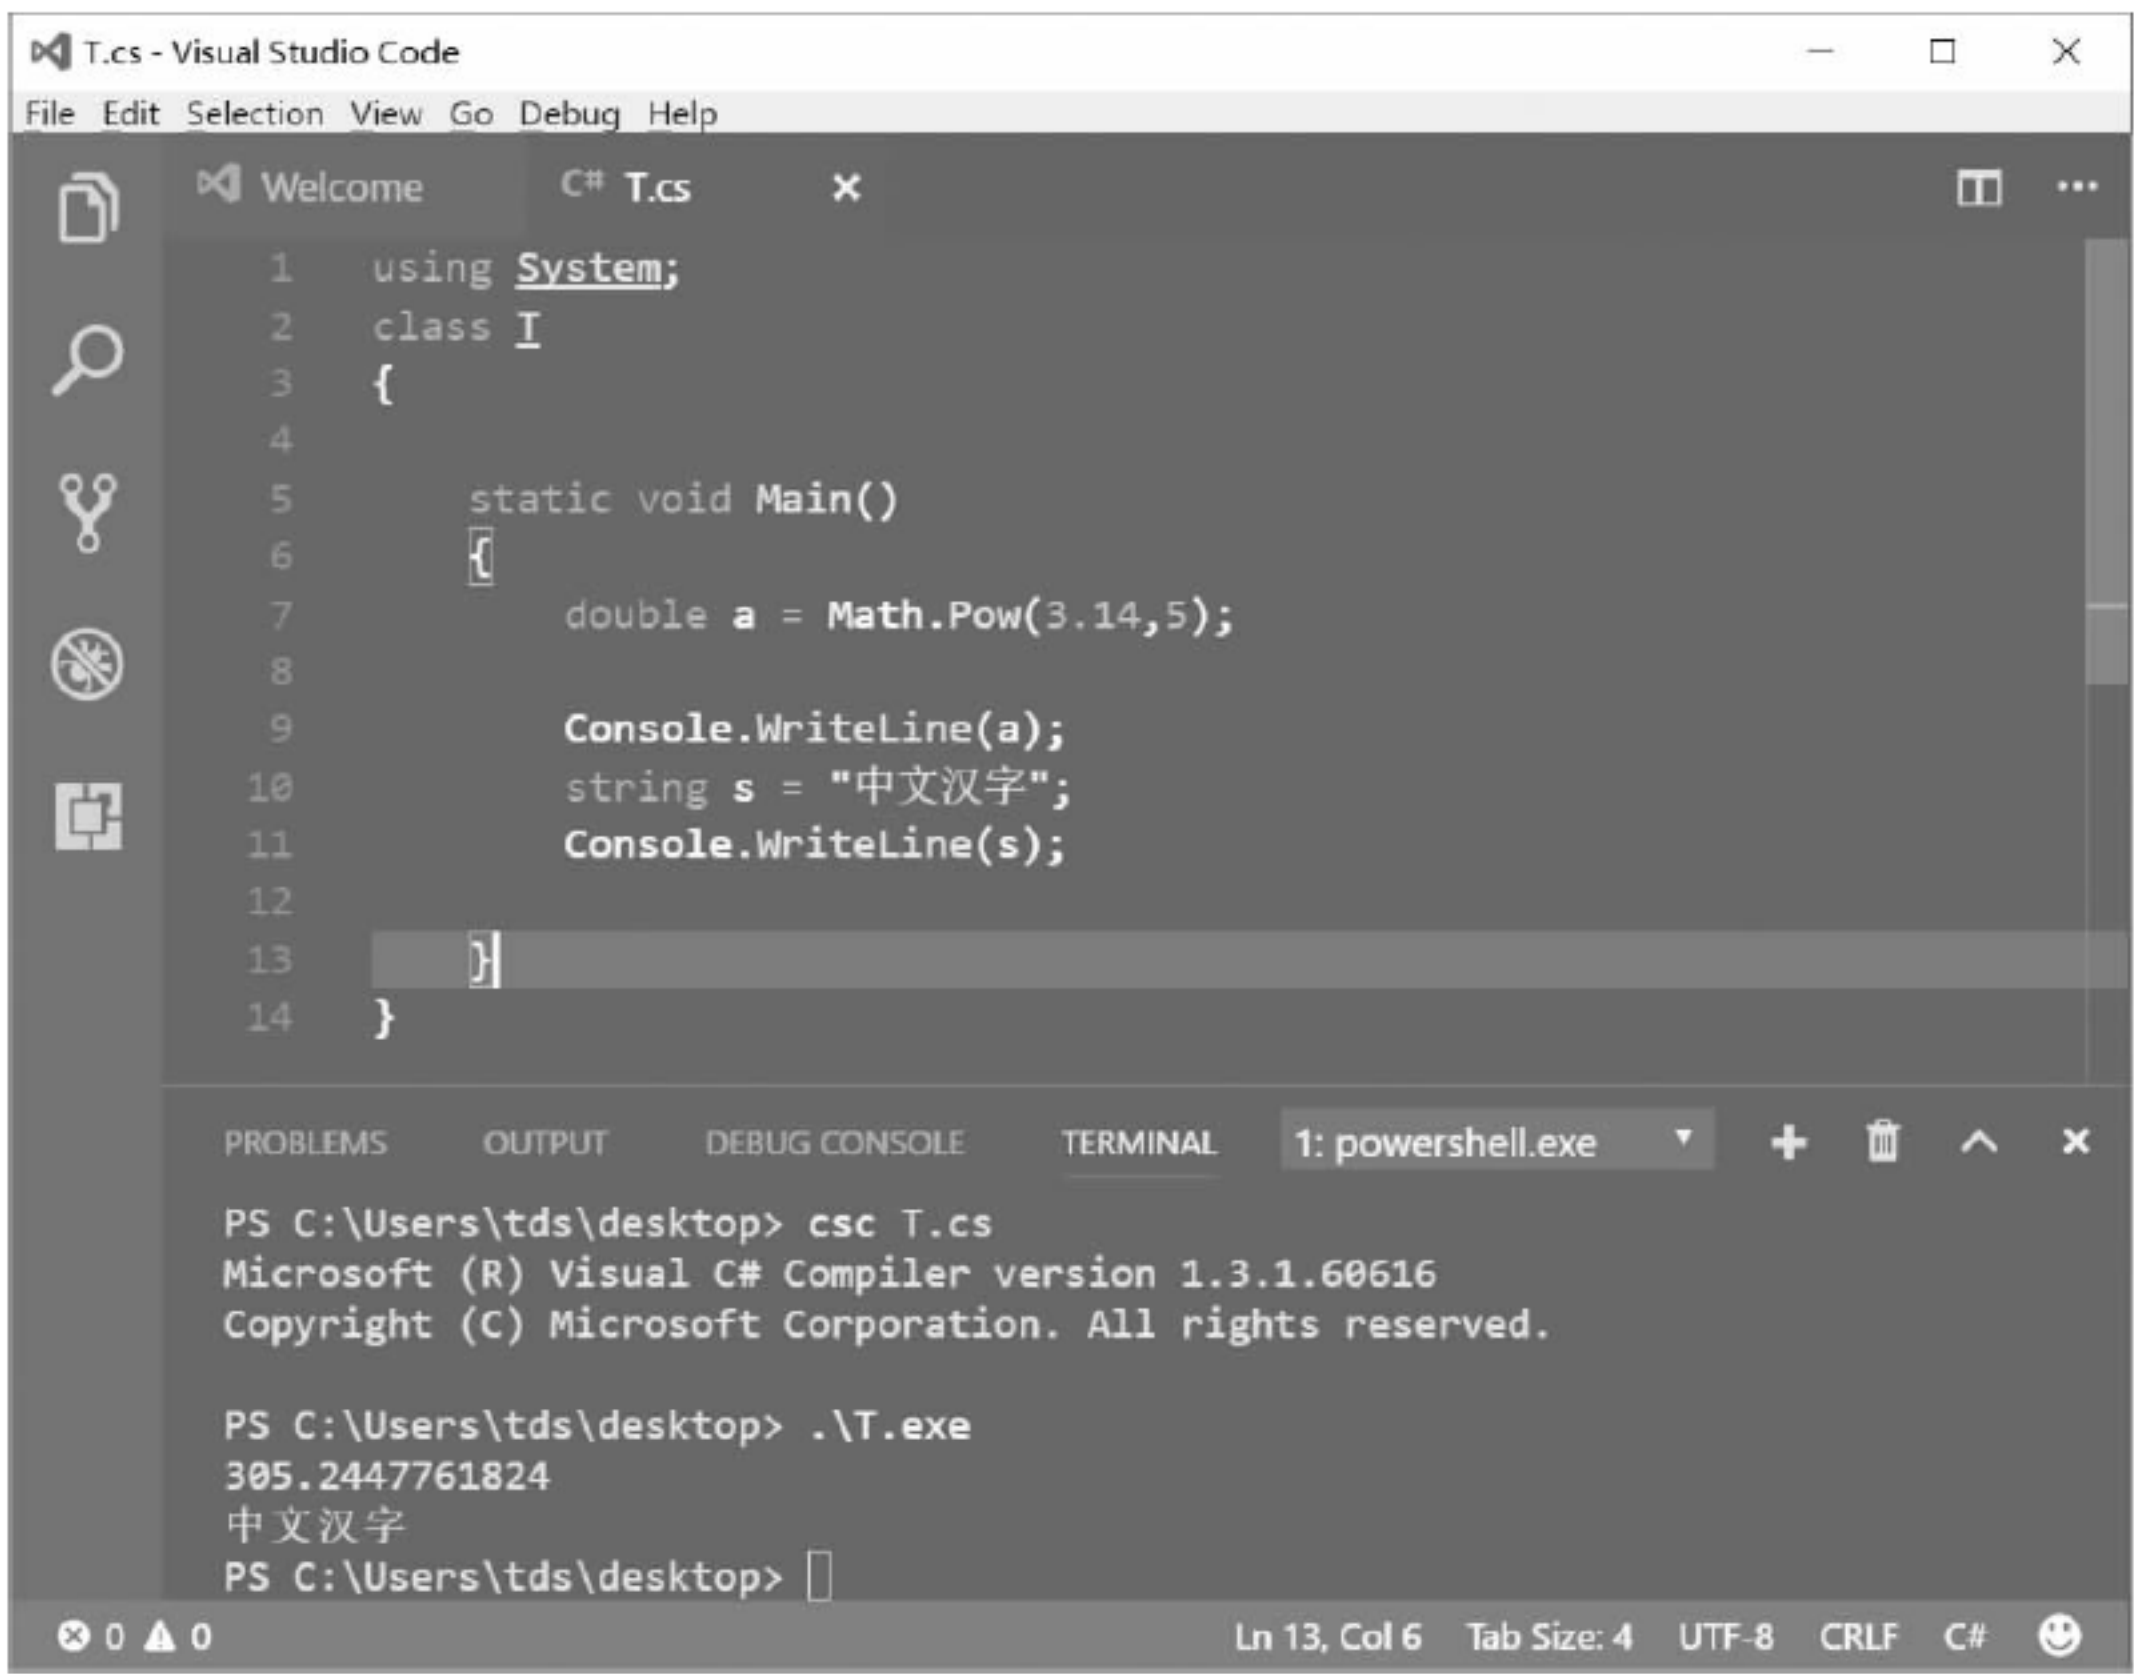 T.cs - Visual Studio Code
File Edit Selection View Go Debug Help
Welcome C# T.cs
1 using System;
2 class T
3 {
4
5 static void Main()
6 {
7 double a = Math.Pow(3.14,5);
8
9 Console.WriteLine(a);
10 string s = "中文汉字";
11 Console.WriteLine(s);
12
13 }
14 }
PROBLEMS OUTPUT DEBUG CONSOLE TERMINAL 1: powershell.exe
PS C:\Users\tds\desktop> csc T.cs
Microsoft (R) Visual C# Compiler version 1.3.1.60616
Copyright (C) Microsoft Corporation. All rights reserved.
PS C:\Users\tds\desktop> .\T.exe
305.2447761824
中文汉字
PS C:\Users\tds\desktop>
0 0 Ln 13, Col 6 Tab Size: 4 UTF-8 CRLF C#